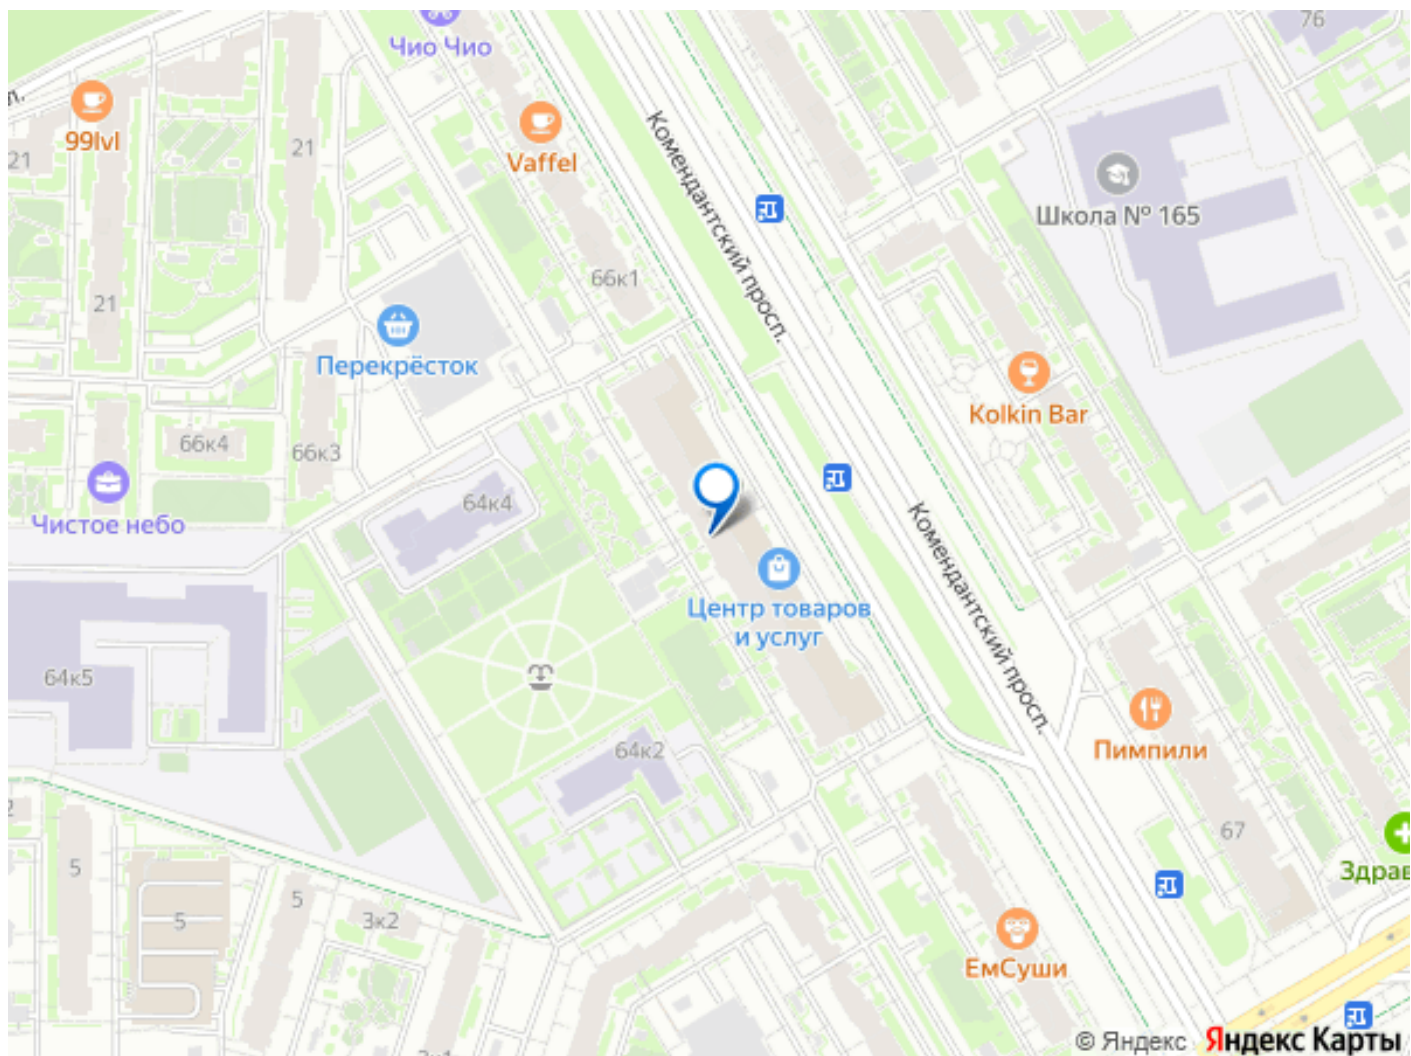 76
Чио Чио
99lvl
Vaffel
21
21
Комендантский просп.
Школа № 165
66к1
21
Перекрёсток
Kolkin Bar
66к4
66к3
64к4
Чистое небо
Комендантский просп.
Центр товаров
и услуг
64к5
64к2
Пимпили
67
5
5
5
3к2
Здрав
ЕмСуши
© Яндекс Яндекс Карты